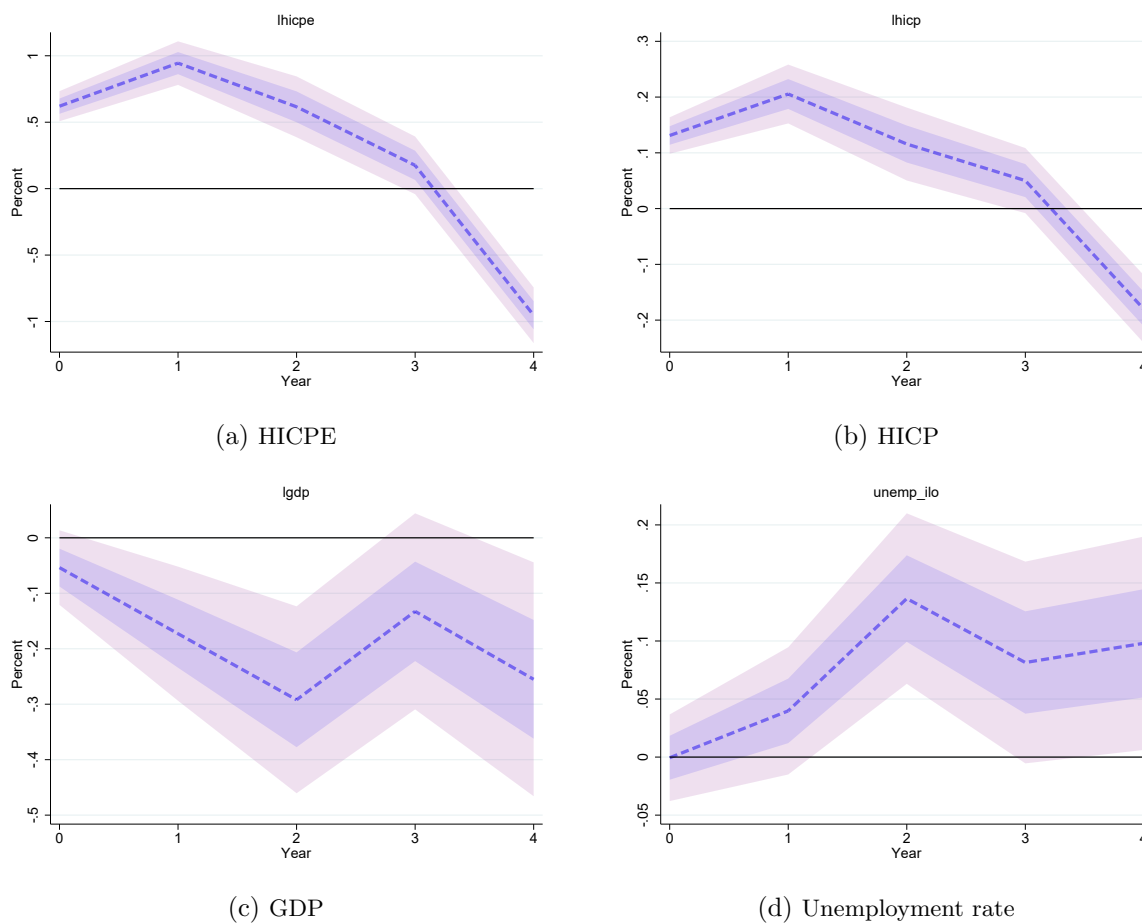 lhicpe
Percent
1
.5
0
-.5
-1
0 1 2 3 4
Year
(a) HICPE
lhicp
Percent
.3
.2
.1
0
-.1
-.2
0 1 2 3 4
Year
(b) HICP
lgdp
Percent
0
-.1
-.2
-.3
-.4
-.5
0 1 2 3 4
Year
(c) GDP
unemp_ilo
Percent
.2
.15
.1
.05
0
-.05
0 1 2 3 4
Year
(d) Unemployment rate